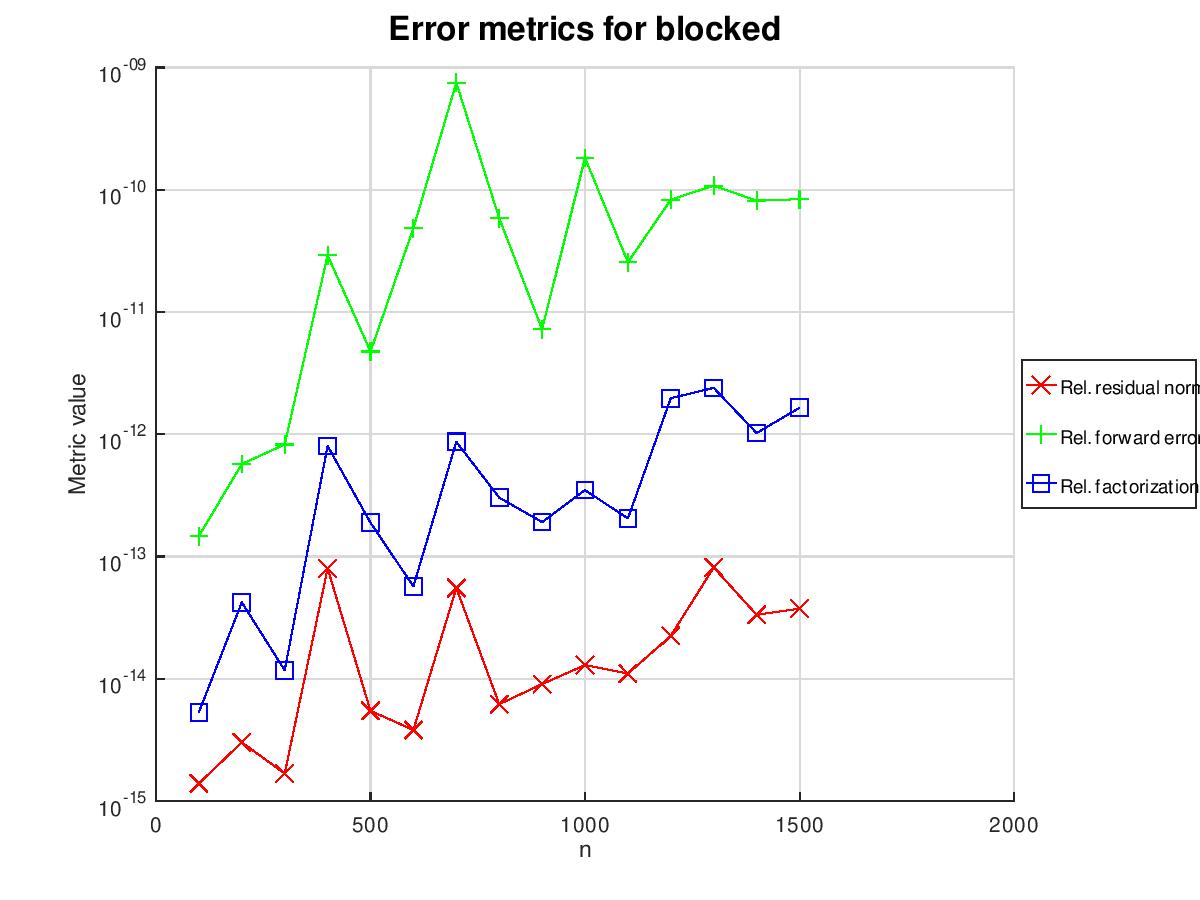 Error metrics for blocked
10-09
10-10
10-11
10-12
10-13
10-14
10-15
Metric value
0 500 1000 1500 2000
n
Rel. residual norm
Rel. forward error
Rel. factorization